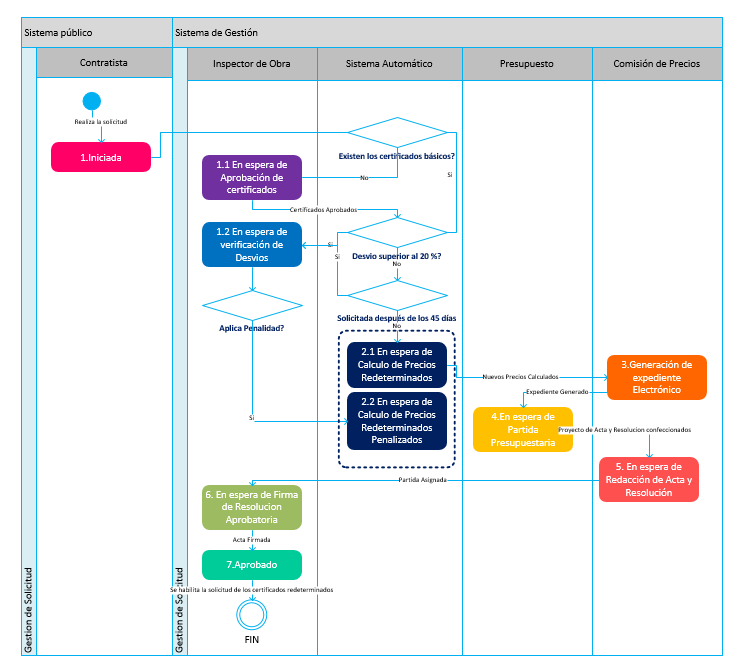 Sistema público
Sistema de Gestión
Contratista
Inspector de Obra
Sistema Automático
Presupuesto
Comisión de Precios
Realiza la solicitud
1.Iniciada
Existen los certificados básicos?
1.1 En espera de
Aprobación de
certificados
No
Si
Certificados Aprobados
1.2 En espera de
verificación de
Desvios
Si
Desvio superior al 20 %?
Si
No
Aplica Penalidad?
Solicitada después de los 45 días
No
2.1 En espera de
Calculo de Precios
Redeterminados
Nuevos Precios Calculados
3.Generación de
expediente
Electrónico
Expediente Generado
2.2 En espera de
Calculo de Precios
Redeterminados
Penalizados
Si
4.En espera de
Partida
Presupuestaria
Proyecto de Acta y Resolucion confeccionados
5. En espera de
Redacción de Acta y
Resolución
Partida Asignada
6. En espera de Firma
de Resolucion
Aprobatoria
Acta Firmada
7.Aprobado
Se habilita la solicitud de los certificados redeterminados
FIN
Gestion de Solicitud
Gestion de Solicitud